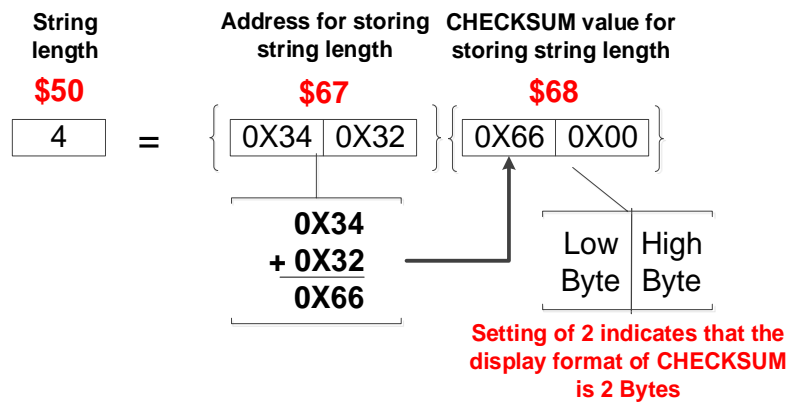 String
length
$50
4
=
Address for storing
string length
$67
0X34 0X32
CHECKSUM value for
storing string length
$68
0X66 0X00
0X34
+ 0X32
0X66
Low High
Byte Byte
Setting of 2 indicates that the
display format of CHECKSUM
is 2 Bytes